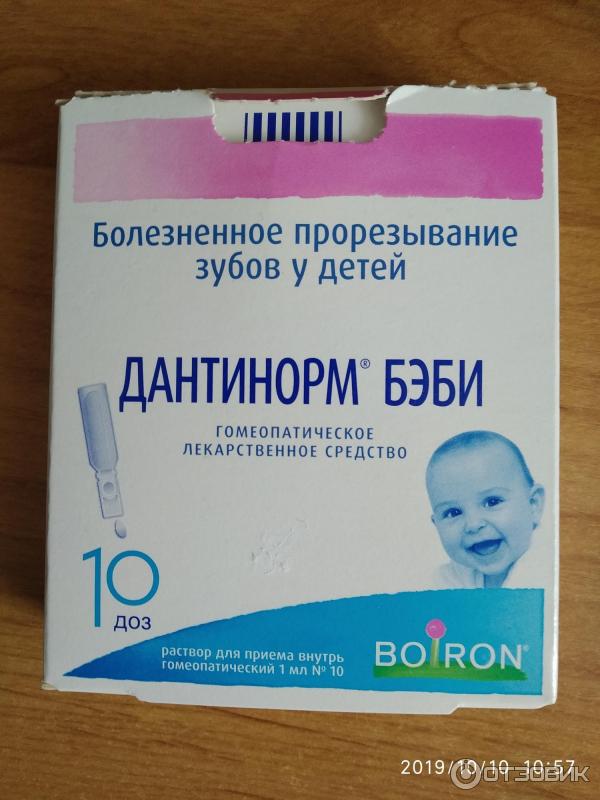 Болезненное прорезывание
зубов у детей
ДАНТИНОРМ® БЭБИ
ГОМЕОПАТИЧЕСКОЕ
ЛЕКАРСТВЕННОЕ СРЕДСТВО
10
ДОЗ
раствор для приема внутрь
гомеопатический 1 мл № 10
BOIRON®
2019/10/10 10:57
ОТЗОВИК